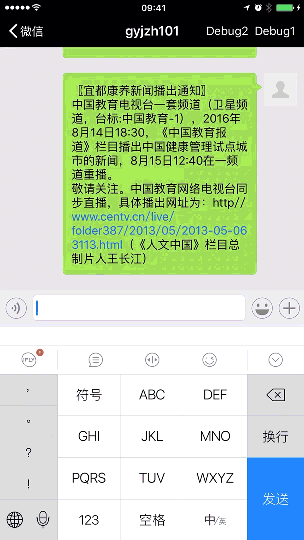 09:41
微信
gyjzh101
Debug2 Debug1
〖宜都康养新闻播出通知〗
中国教育电视台一套频道（卫星频
道，台标:中国教育-1），2016年
8月14日18:30，《中国教育报
道》栏目播出中国健康管理试点城
市的新闻，8月15日12:40在一频
道重播。
敬请关注。中国教育网络电视台同
步直播，具体播出网址为：http//
www.centv.cn/live/
folder387/2013/05/2013-05-06
3113.html（《人文中国》栏目总
制片人王长江）
iFLY
， 符号 ABC DEF
。 GHI JKL MNO 换行
？ PQRS TUV WXYZ
！ 123 空格 中/英 发送